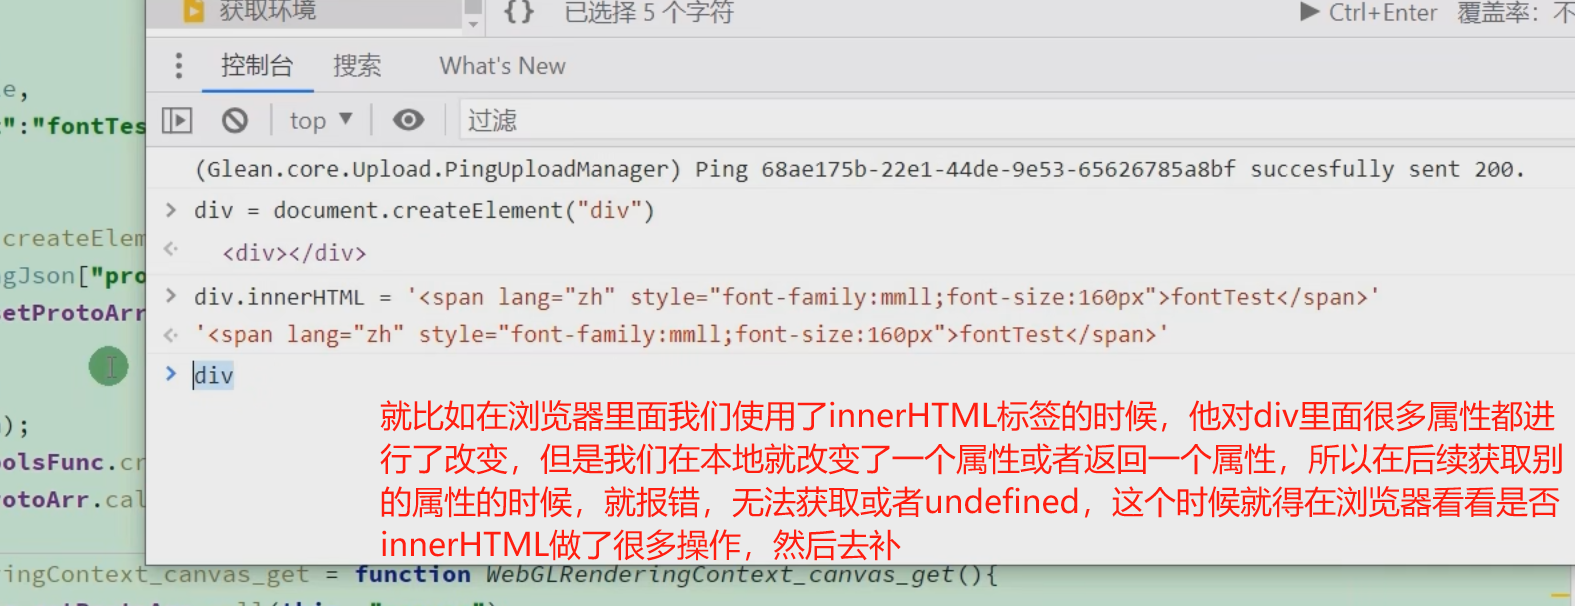 获取环境
{} 已选择 5 个字符
Ctrl+Enter 覆盖率：不
控制台 搜索 What's New
top 过滤
(Glean.core.Upload.PingUploadManager) Ping 68ae175b-22e1-44de-9e53-65626785a8bf succesfully sent 200.
> div = document.createElement("div")
<div></div>
> div.innerHTML = '<span lang="zh" style="font-family:mmll;font-size:160px">fontTest</span>'
'<span lang="zh" style="font-family:mmll;font-size:160px">fontTest</span>'
> div
就比如在浏览器里面我们使用了innerHTML标签的时候，他对div里面很多属性都进
行了改变，但是我们在本地就改变了一个属性或者返回一个属性，所以在后续获取别
的属性的时候，就报错，无法获取或者undefined，这个时候就得在浏览器看看是否
innerHTML做了很多操作，然后去补
e,
":"fontTes
createElem
gJson["pro
etProtoArr
);
olsFunc.cr
otoArr.cal
ingContext_canvas_get = function WebGLRenderingContext_canvas_get(){